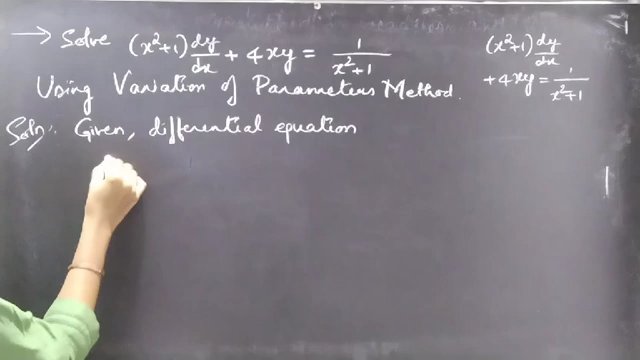 → Solve (x²+1) dy/dx + 4xy = 1/(x²+1)
Using Variation of Parameters Method.
Soln:. Given, differential equation
(x²+1) dy/dx
+ 4xy = 1/(x²+1)